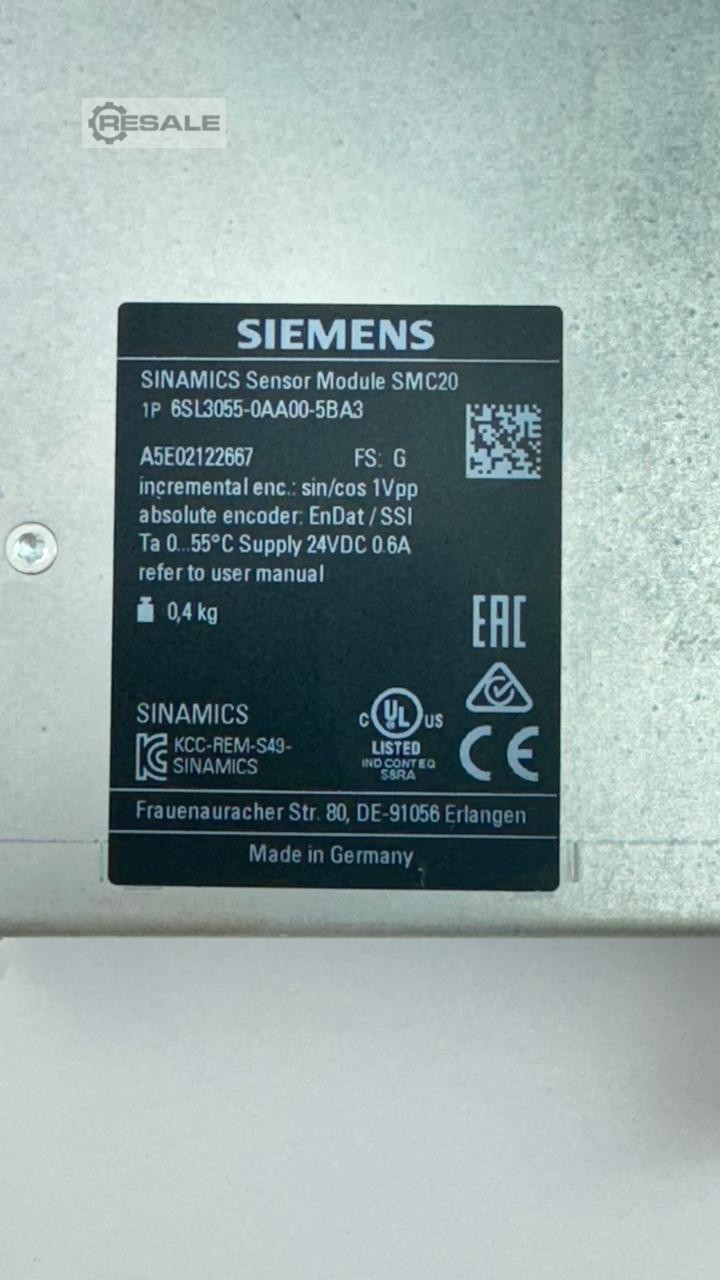 RESALE
SIEMENS
SINAMICS Sensor Module SMC20
1P 6SL3055-0AA00-5BA3
A5E02122667 FS: G
incremental enc.: sin/cos 1Vpp
absolute encoder: EnDat / SSI
Ta 0...55°C Supply 24VDC 0.6A
refer to user manual
0,4 kg
EAC
SINAMICS
KCC-REM-S49-
SINAMICS
C UL US
LISTED
IND CONT EQ
S8RA
CE
Frauenauracher Str. 80, DE-91056 Erlangen
Made in Germany